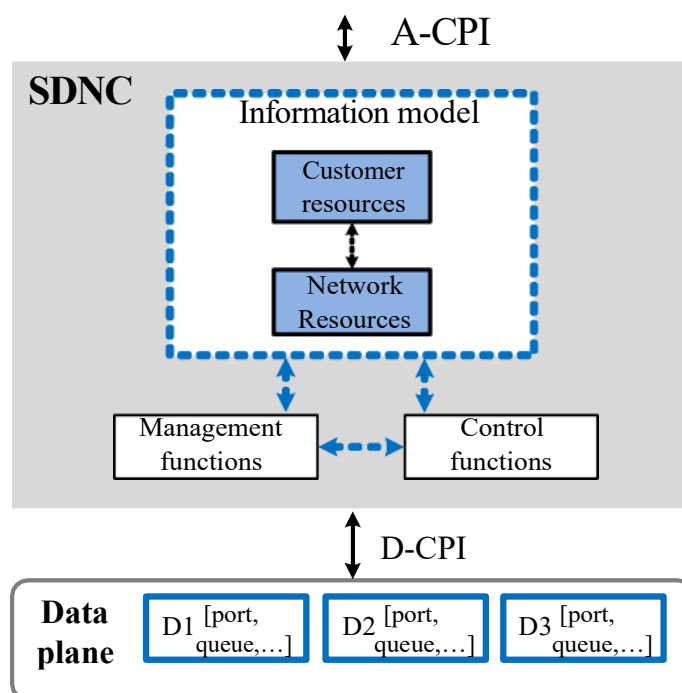 A-CPI
SDNC
Information model
Customer
resources
Network
Resources
Management
functions
Control
functions
D-CPI
Data
plane
D1 [port,
queue,...]
D2 [port,
queue,...]
D3 [port,
queue,...]